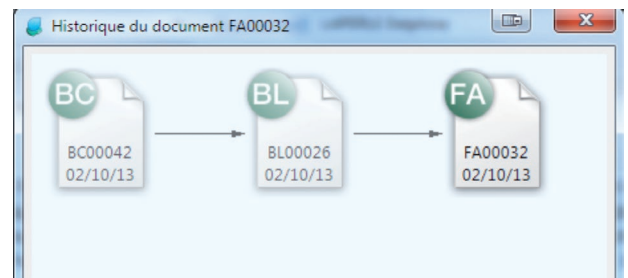 Historique du document FA00032
BC
BL
FA
BC00042
02/10/13
BL00026
02/10/13
FA00032
02/10/13